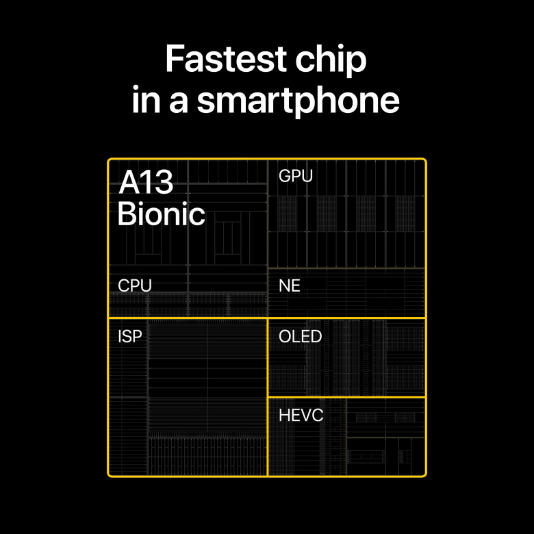 Fastest chip
in a smartphone
A13
Bionic
GPU
CPU
NE
ISP
OLED
HEVC